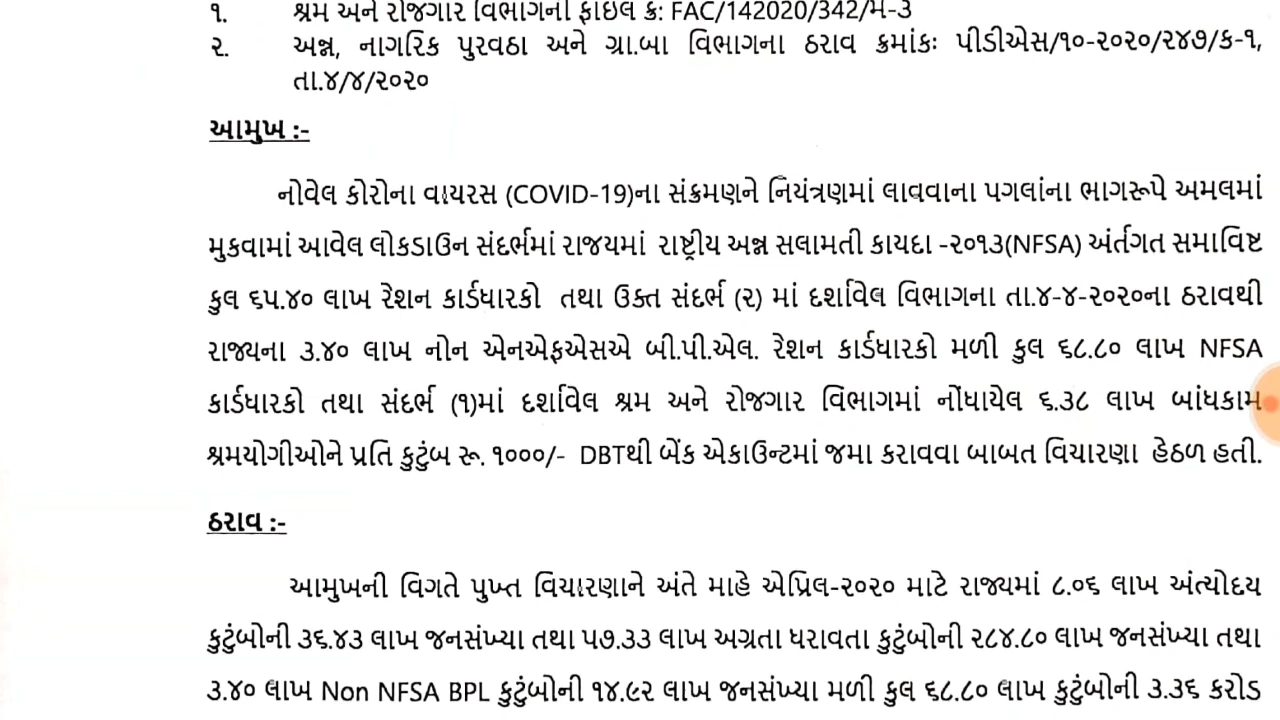 ૧. શ્રમ અને રોજગાર વિભાગની ફાઇલ ક્ર: FAC/142020/342/મ-૩
૨. અન્ન, નાગરિક પુરવઠા અને ગ્રા.બા વિભાગના ઠરાવ ક્રમાંકઃ પીડીએસ/૧૦-૨૦૨૦/૨૪૭/ક-૧,
તા.૪/૪/૨૦૨૦
આમુખ :-
નોવેલ કોરોના વાયરસ (COVID-19)ના સંક્રમણને નિયંત્રણમાં લાવવાના પગલાંના ભાગરૂપે અમલમાં
મુકવામાં આવેલ લોકડાઉન સંદર્ભમાં રાજયમાં રાષ્ટ્રીય અન્ન સલામતી કાયદા -૨૦૧૩(NFSA) અંર્તગત સમાવિષ્ટ
કુલ ૬૫.૪૦ લાખ રેશન કાર્ડધારકો તથા ઉક્ત સંદર્ભ (૨) માં દર્શાવેલ વિભાગના તા.૪-૪-૨૦૨૦ના ઠરાવથી
રાજ્યના ૩.૪૦ લાખ નોન એનએફએસએ બી.પી.એલ. રેશન કાર્ડધારકો મળી કુલ ૬૮.૮૦ લાખ NFSA
કાર્ડધારકો તથા સંદર્ભ (૧)માં દર્શાવેલ શ્રમ અને રોજગાર વિભાગમાં નોંધાયેલ ૬.૩૮ લાખ બાંધકામ
શ્રમયોગીઓને પ્રતિ કુટુંબ રૂ. ૧૦૦૦/- DBTથી બેંક એકાઉન્ટમાં જમા કરાવવા બાબત વિચારણા હેઠળ હતી.
ઠરાવ :-
આમુખની વિગતે પુખ્ત વિચારણાને અંતે માહે એપ્રિલ-૨૦૨૦ માટે રાજ્યમાં ૮.૦૬ લાખ અંત્યોદય
કુટુંબોની ૩૬.૪૩ લાખ જનસંખ્યા તથા ૫૭.૩૩ લાખ અગ્રતા ધરાવતા કુટુંબોની ૨૮૪.૮૦ લાખ જનસંખ્યા તથા
૩.૪૦ લાખ Non NFSA BPL કુટુંબોની ૧૪.૯૨ લાખ જનસંખ્યા મળી કુલ ૬૮.૮૦ લાખ કુટુંબોની ૩.૩૬ કરોડ